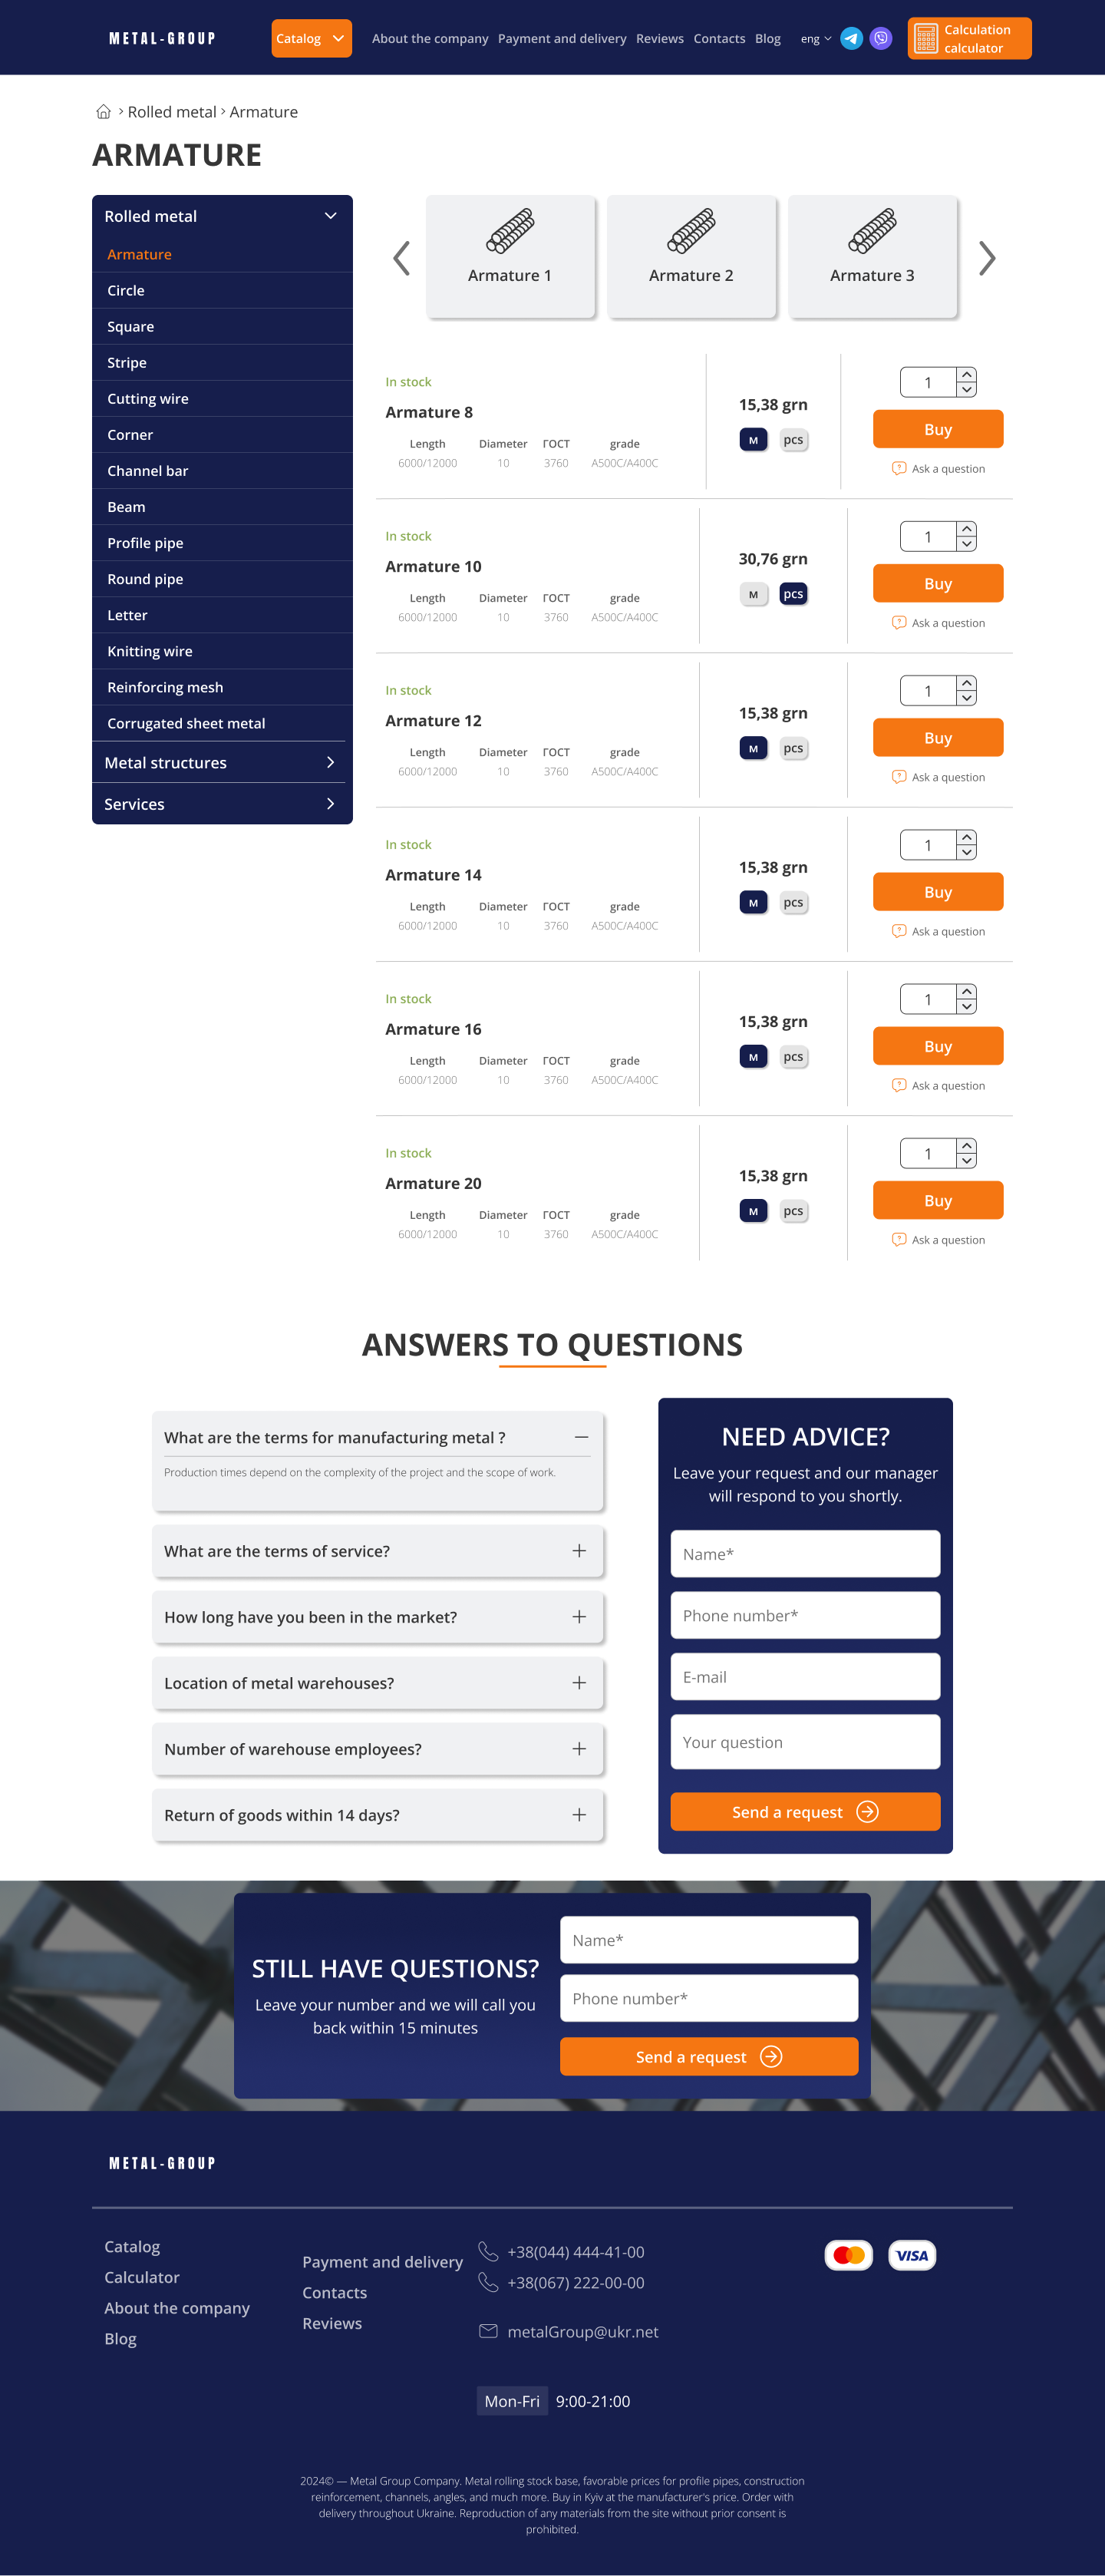 METAL-GROUP
Catalog
About the company
Payment and delivery
Reviews
Contacts
Blog
eng
Calculation
calculator
Rolled metal
Armature
ARMATURE
Rolled metal
Armature
Circle
Square
Stripe
Cutting wire
Corner
Channel bar
Beam
Profile pipe
Round pipe
Letter
Knitting wire
Reinforcing mesh
Corrugated sheet metal
Metal structures
Services
Armature 1
Armature 2
Armature 3
In stock
Armature 8
Length Diameter ГОСТ grade
6000/12000 10 3760 A500C/A400C
15,38 grn
м pcs
1
Buy
Ask a question
In stock
Armature 10
Length Diameter ГОСТ grade
6000/12000 10 3760 A500C/A400C
30,76 grn
м pcs
1
Buy
Ask a question
In stock
Armature 12
Length Diameter ГОСТ grade
6000/12000 10 3760 A500C/A400C
15,38 grn
м pcs
1
Buy
Ask a question
In stock
Armature 14
Length Diameter ГОСТ grade
6000/12000 10 3760 A500C/A400C
15,38 grn
м pcs
1
Buy
Ask a question
In stock
Armature 16
Length Diameter ГОСТ grade
6000/12000 10 3760 A500C/A400C
15,38 grn
м pcs
1
Buy
Ask a question
In stock
Armature 20
Length Diameter ГОСТ grade
6000/12000 10 3760 A500C/A400C
15,38 grn
м pcs
1
Buy
Ask a question
ANSWERS TO QUESTIONS
What are the terms for manufacturing metal ?
Production times depend on the complexity of the project and the scope of work.
What are the terms of service?
How long have you been in the market?
Location of metal warehouses?
Number of warehouse employees?
Return of goods within 14 days?
NEED ADVICE?
Leave your request and our manager
will respond to you shortly.
Name*
Phone number*
E-mail
Your question
Send a request
STILL HAVE QUESTIONS?
Leave your number and we will call you
back within 15 minutes
Name*
Phone number*
Send a request
METAL-GROUP
Catalog
Calculator
About the company
Blog
Payment and delivery
Contacts
Reviews
+38(044) 444-41-00
+38(067) 222-00-00
metalGroup@ukr.net
Mon-Fri 9:00-21:00
VISA
2024© — Metal Group Company. Metal rolling stock base, favorable prices for profile pipes, construction
reinforcement, channels, angles, and much more. Buy in Kyiv at the manufacturer's price. Order with
delivery throughout Ukraine. Reproduction of any materials from the site without prior consent is
prohibited.